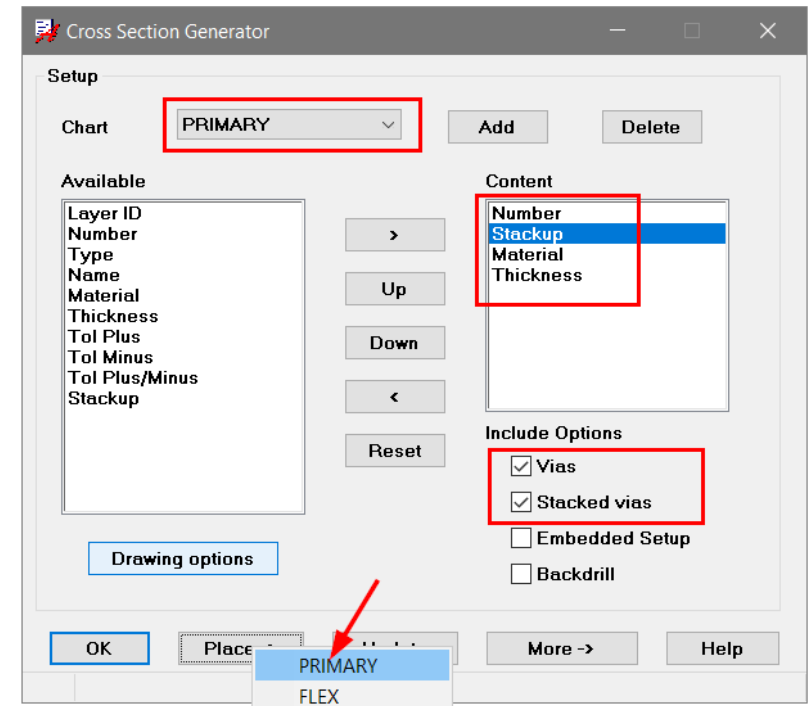 Cross Section Generator
Setup
Chart
PRIMARY
Add
Delete
Available
Layer ID
Number
Type
Name
Material
Thickness
Tol Plus
Tol Minus
Tol Plus/Minus
Stackup
>
Up
Down
<
Reset
Content
Number
Stackup
Material
Thickness
Include Options
Vias
Stacked vias
Embedded Setup
Backdrill
Drawing options
OK
Place
More ->
Help
PRIMARY
FLEX